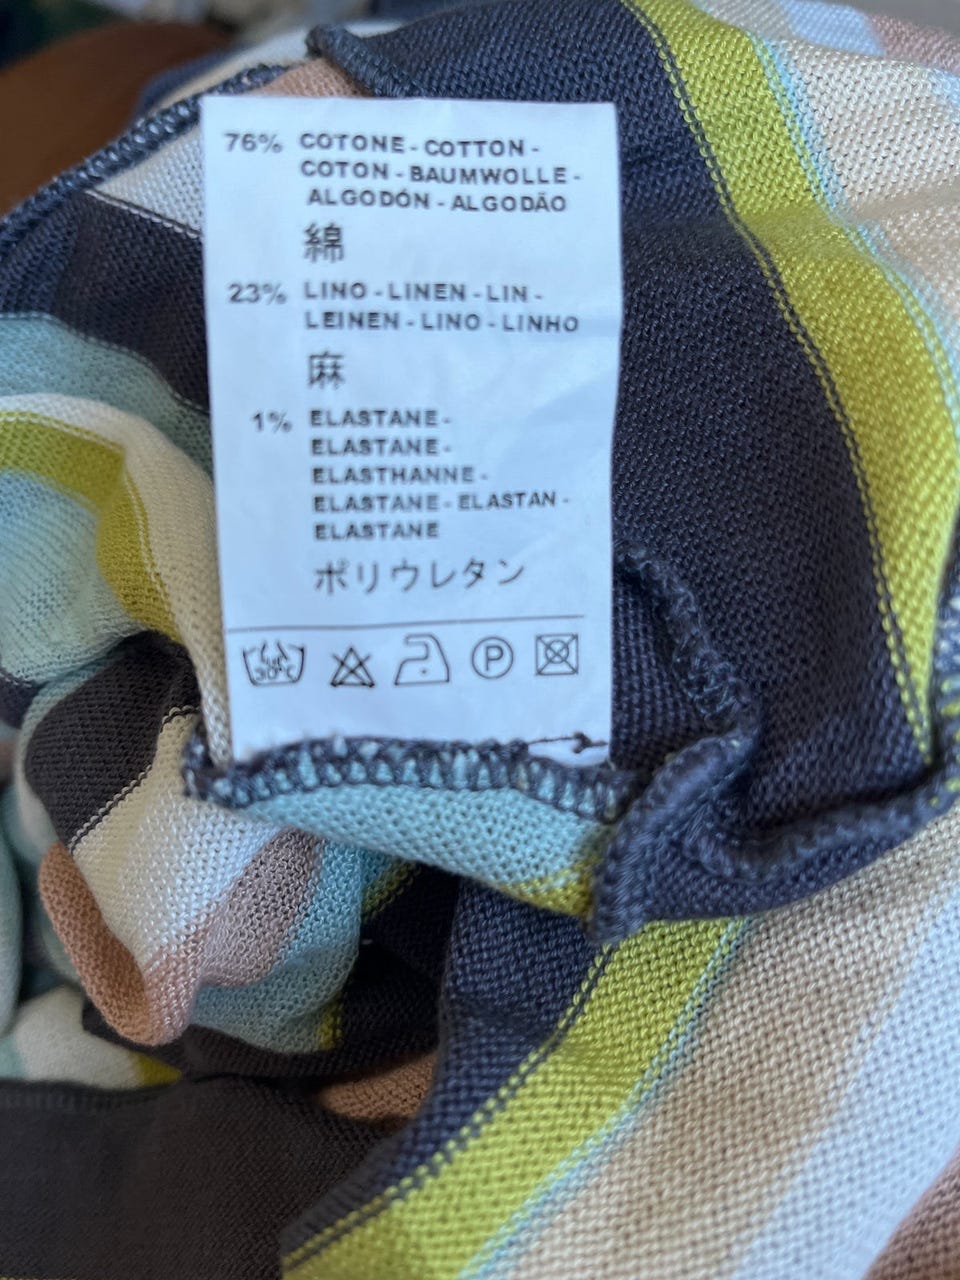 76% COTONE - COTTON -
COTON - BAUMWOLLE -
ALGODÓN - ALGODÃO
綿
23% LINO - LINEN - LIN -
LEINEN - LINO - LINHO
麻
1% ELASTANE -
ELASTANE -
ELASTHANNE -
ELASTANE - ELASTAN -
ELASTANE
ポリウレタン
30°C P